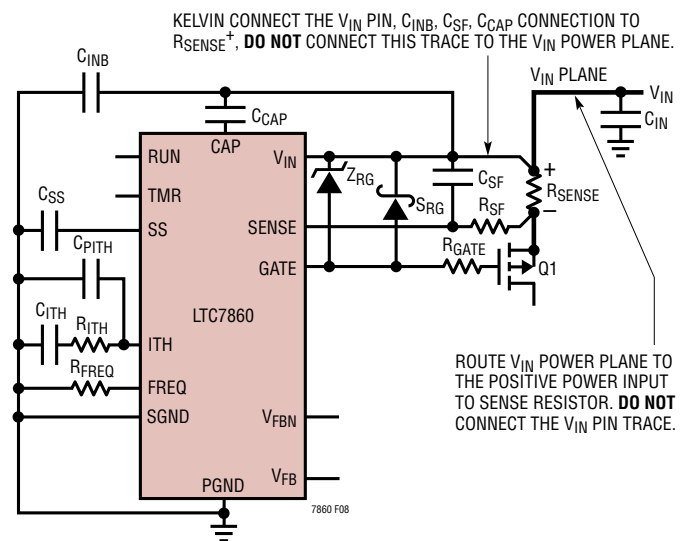 KELVIN CONNECT THE VIN PIN, CINB, CSF, CCAP CONNECTION TO
RSENSE+, DO NOT CONNECT THIS TRACE TO THE VIN POWER PLANE.
CINB
VIN PLANE
VIN
CIN
CCAP
CAP
RUN
VIN
ZRG
SRG
CSF
+
RSENSE
−
TMR
CSS
SS
SENSE
RSF
CPITH
GATE
RGATE
Q1
LTC7860
CITH
RITH
ITH
RFREQ
FREQ
SGND
VFBN
VFB
PGND
ROUTE VIN POWER PLANE TO
THE POSITIVE POWER INPUT
TO SENSE RESISTOR. DO NOT
CONNECT THE VIN PIN TRACE.
7860 F08